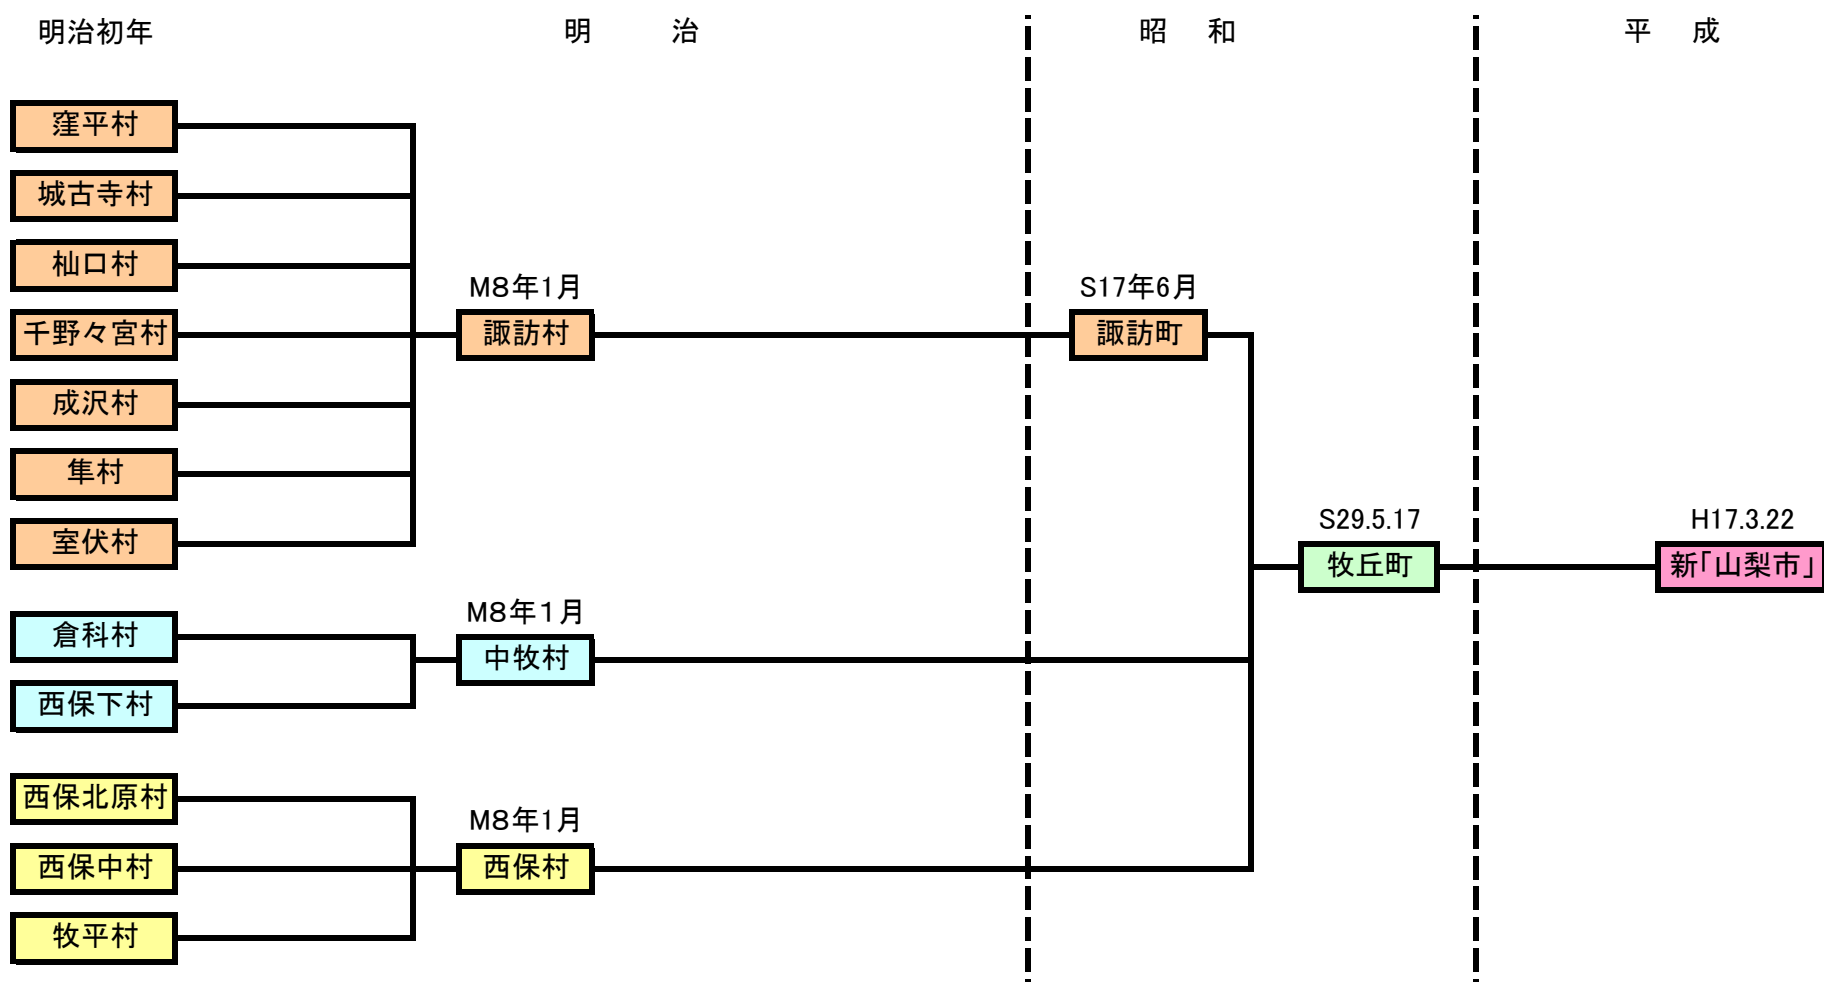 明治初年
明 治
昭 和
平 成
窪平村
城古寺村
杣口村
千野々宮村
成沢村
隼村
室伏村
倉科村
西保下村
西保北原村
西保中村
牧平村
M8年1月
諏訪村
M8年１月
中牧村
M8年1月
西保村
S17年6月
諏訪町
S29.5.17
牧丘町
H17.3.22
新「山梨市」